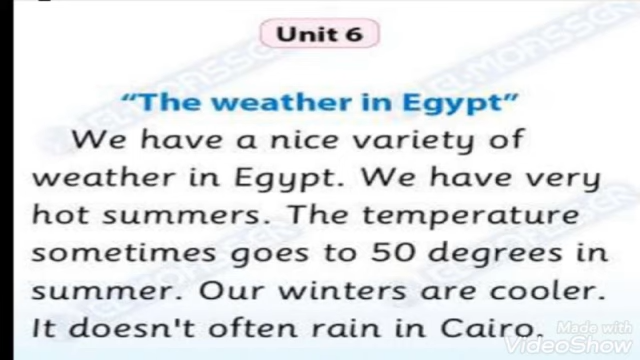 Unit 6
"The weather in Egypt"
We have a nice variety of
weather in Egypt. We have very
hot summers. The temperature
sometimes goes to 50 degrees in
summer. Our winters are cooler.
It doesn't often rain in Cairo.
Made with
VideoShow